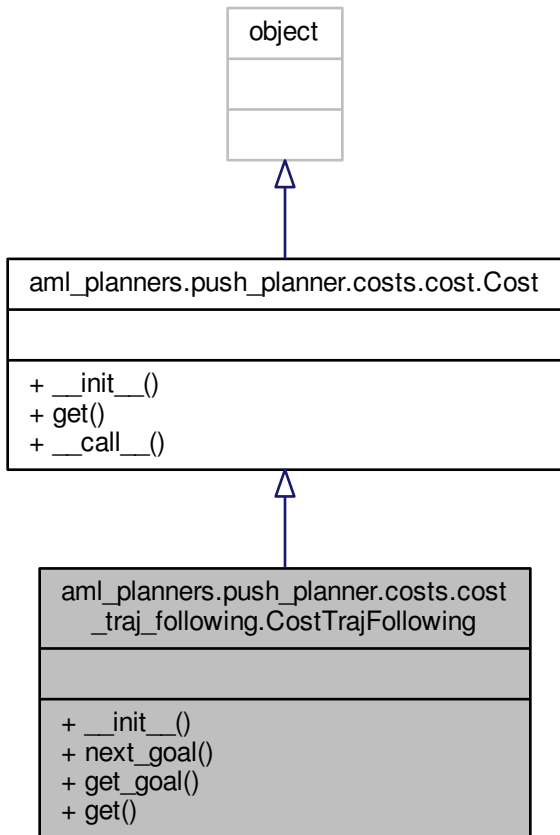 object
aml_planners.push_planner.costs.cost.Cost
+ __init__()
+ get()
+ __call__()
aml_planners.push_planner.costs.cost
_traj_following.CostTrajFollowing
+ __init__()
+ next_goal()
+ get_goal()
+ get()